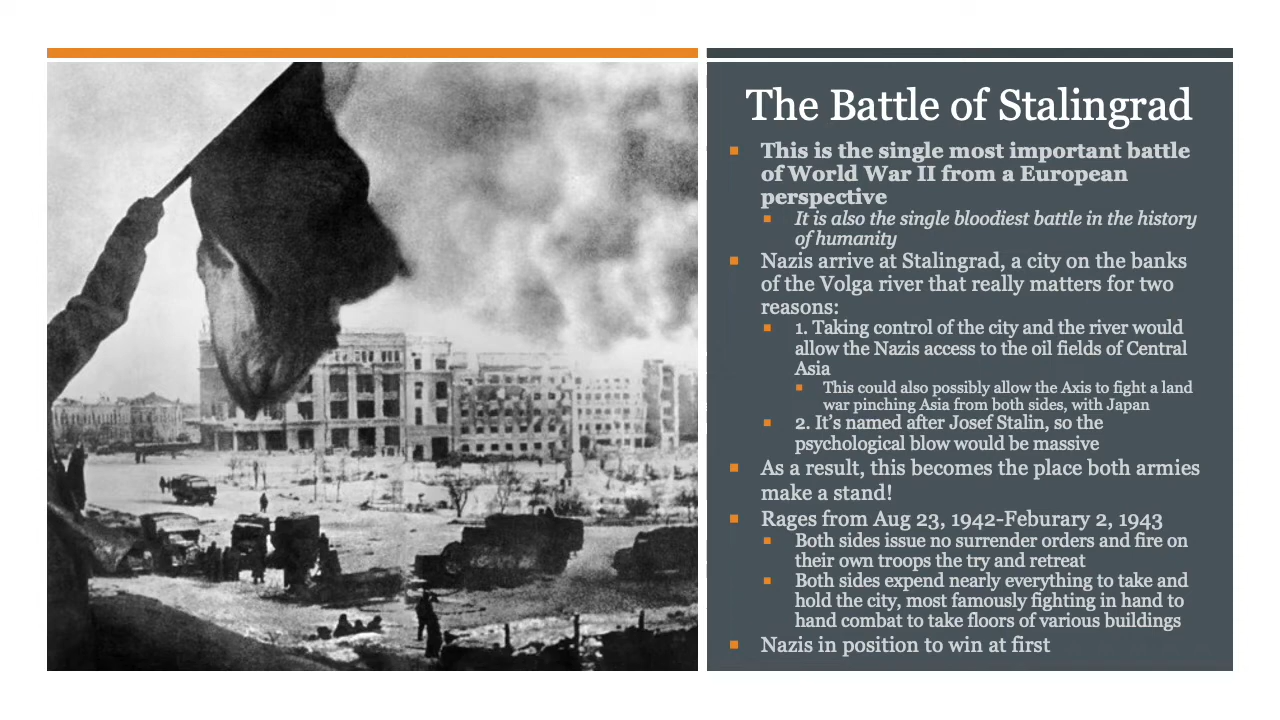 The Battle of Stalingrad
This is the single most important battle
of World War II from a European
perspective
It is also the single bloodiest battle in the history
of humanity
Nazis arrive at Stalingrad, a city on the banks
of the Volga river that really matters for two
reasons:
1. Taking control of the city and the river would
allow the Nazis access to the oil fields of Central
Asia
This could also possibly allow the Axis to fight a land
war pinching Asia from both sides, with Japan
2. It's named after Josef Stalin, so the
psychological blow would be massive
As a result, this becomes the place both armies
make a stand!
Rages from Aug 23, 1942-Feburary 2, 1943
Both sides issue no surrender orders and fire on
their own troops the try and retreat
Both sides expend nearly everything to take and
hold the city, most famously fighting in hand to
hand combat to take floors of various buildings
Nazis in position to win at first